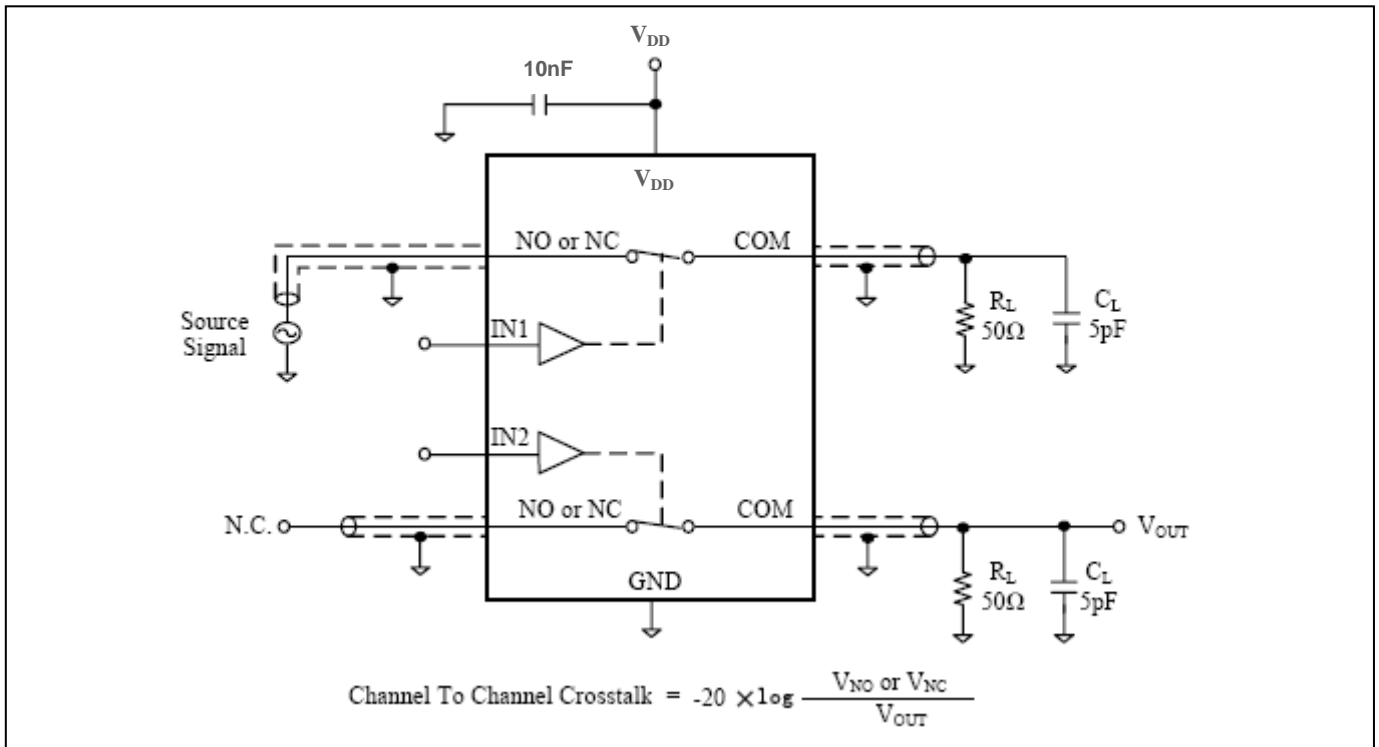 V_DD
10nF
V_DD
NO or NC
COM
Source
Signal
IN1
R_L
50Ω
C_L
5pF
IN2
N.C.
NO or NC
COM
V_OUT
GND
R_L
50Ω
C_L
5pF
Channel To Channel Crosstalk = -20 ×log V_NO or V_NC / V_OUT